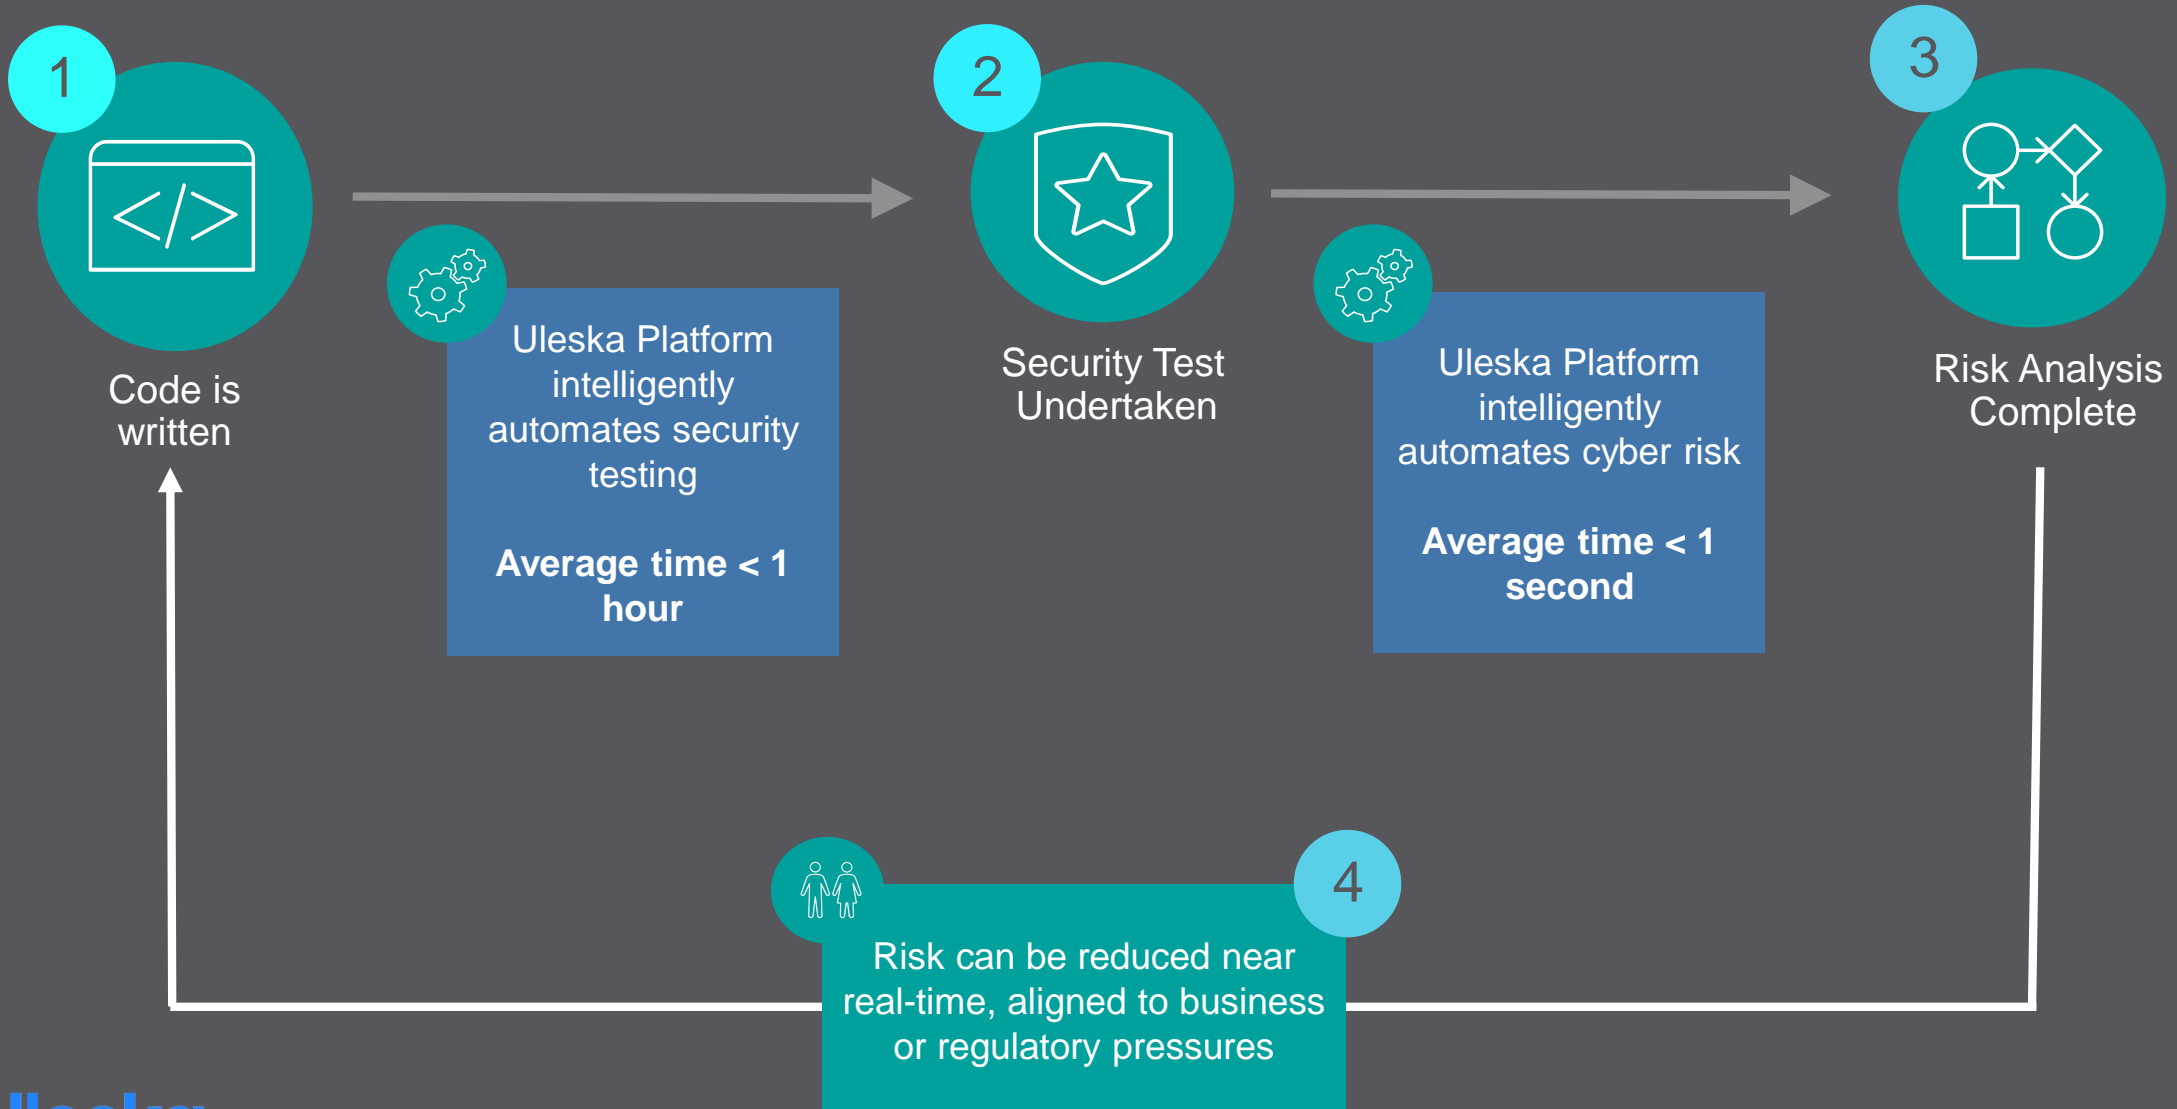 1
Code is
written
Uleska Platform
intelligently
automates security
testing
Average time < 1
hour
2
Security Test
Undertaken
Uleska Platform
intelligently
automates cyber risk
Average time < 1
second
3
Risk Analysis
Complete
4
Risk can be reduced near
real-time, aligned to business
or regulatory pressures